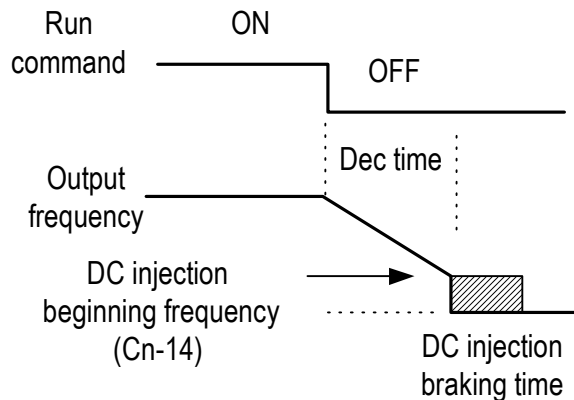 Run
command
ON
OFF
Dec time
Output
frequency
DC injection
beginning frequency
(Cn-14)
DC injection
braking time